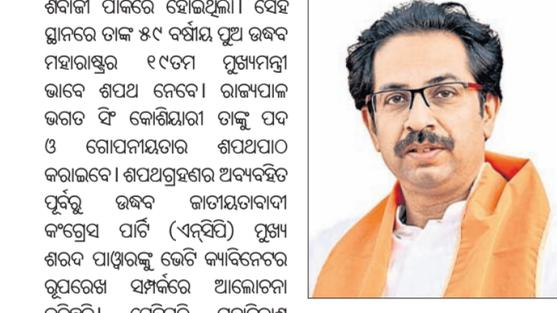 ଶିବାଜୀ ପାର୍କରେ ହୋଇଥିଲା। ସେହି
ସ୍ଥାନରେ ତାଙ୍କ ୫୯ ବର୍ଷୀୟ ପୁଅ ଉଦ୍ଧବ
ମହାରାଷ୍ଟ୍ରର ୧୯ତମ ମୁଖ୍ୟମନ୍ତ୍ରୀ
ଭାବେ ଶପଥ ନେବେ। ରାଜ୍ୟପାଳ
ଭଗତ ସିଂ କୋଶିୟାରୀ ତାଙ୍କୁ ପଦ
ଓ ଗୋପନୀୟତାର ଶପଥପାଠ
କରାଇବେ। ଶପଥଗ୍ରହଣର ଅବ୍ୟବହିତ
ପୂର୍ବରୁ ଉଦ୍ଧବ ଜାତୀୟତାବାଦୀ
କଂଗ୍ରେସ ପାର୍ଟି (ଏନ୍‌ସିପି) ମୁଖ୍ୟ
ଶରଦ ପାୱାରଙ୍କୁ ଭେଟି କ୍ୟାବିନେଟର
ରୂପରେଖ ସମ୍ପର୍କରେ ଆଲୋଚନା